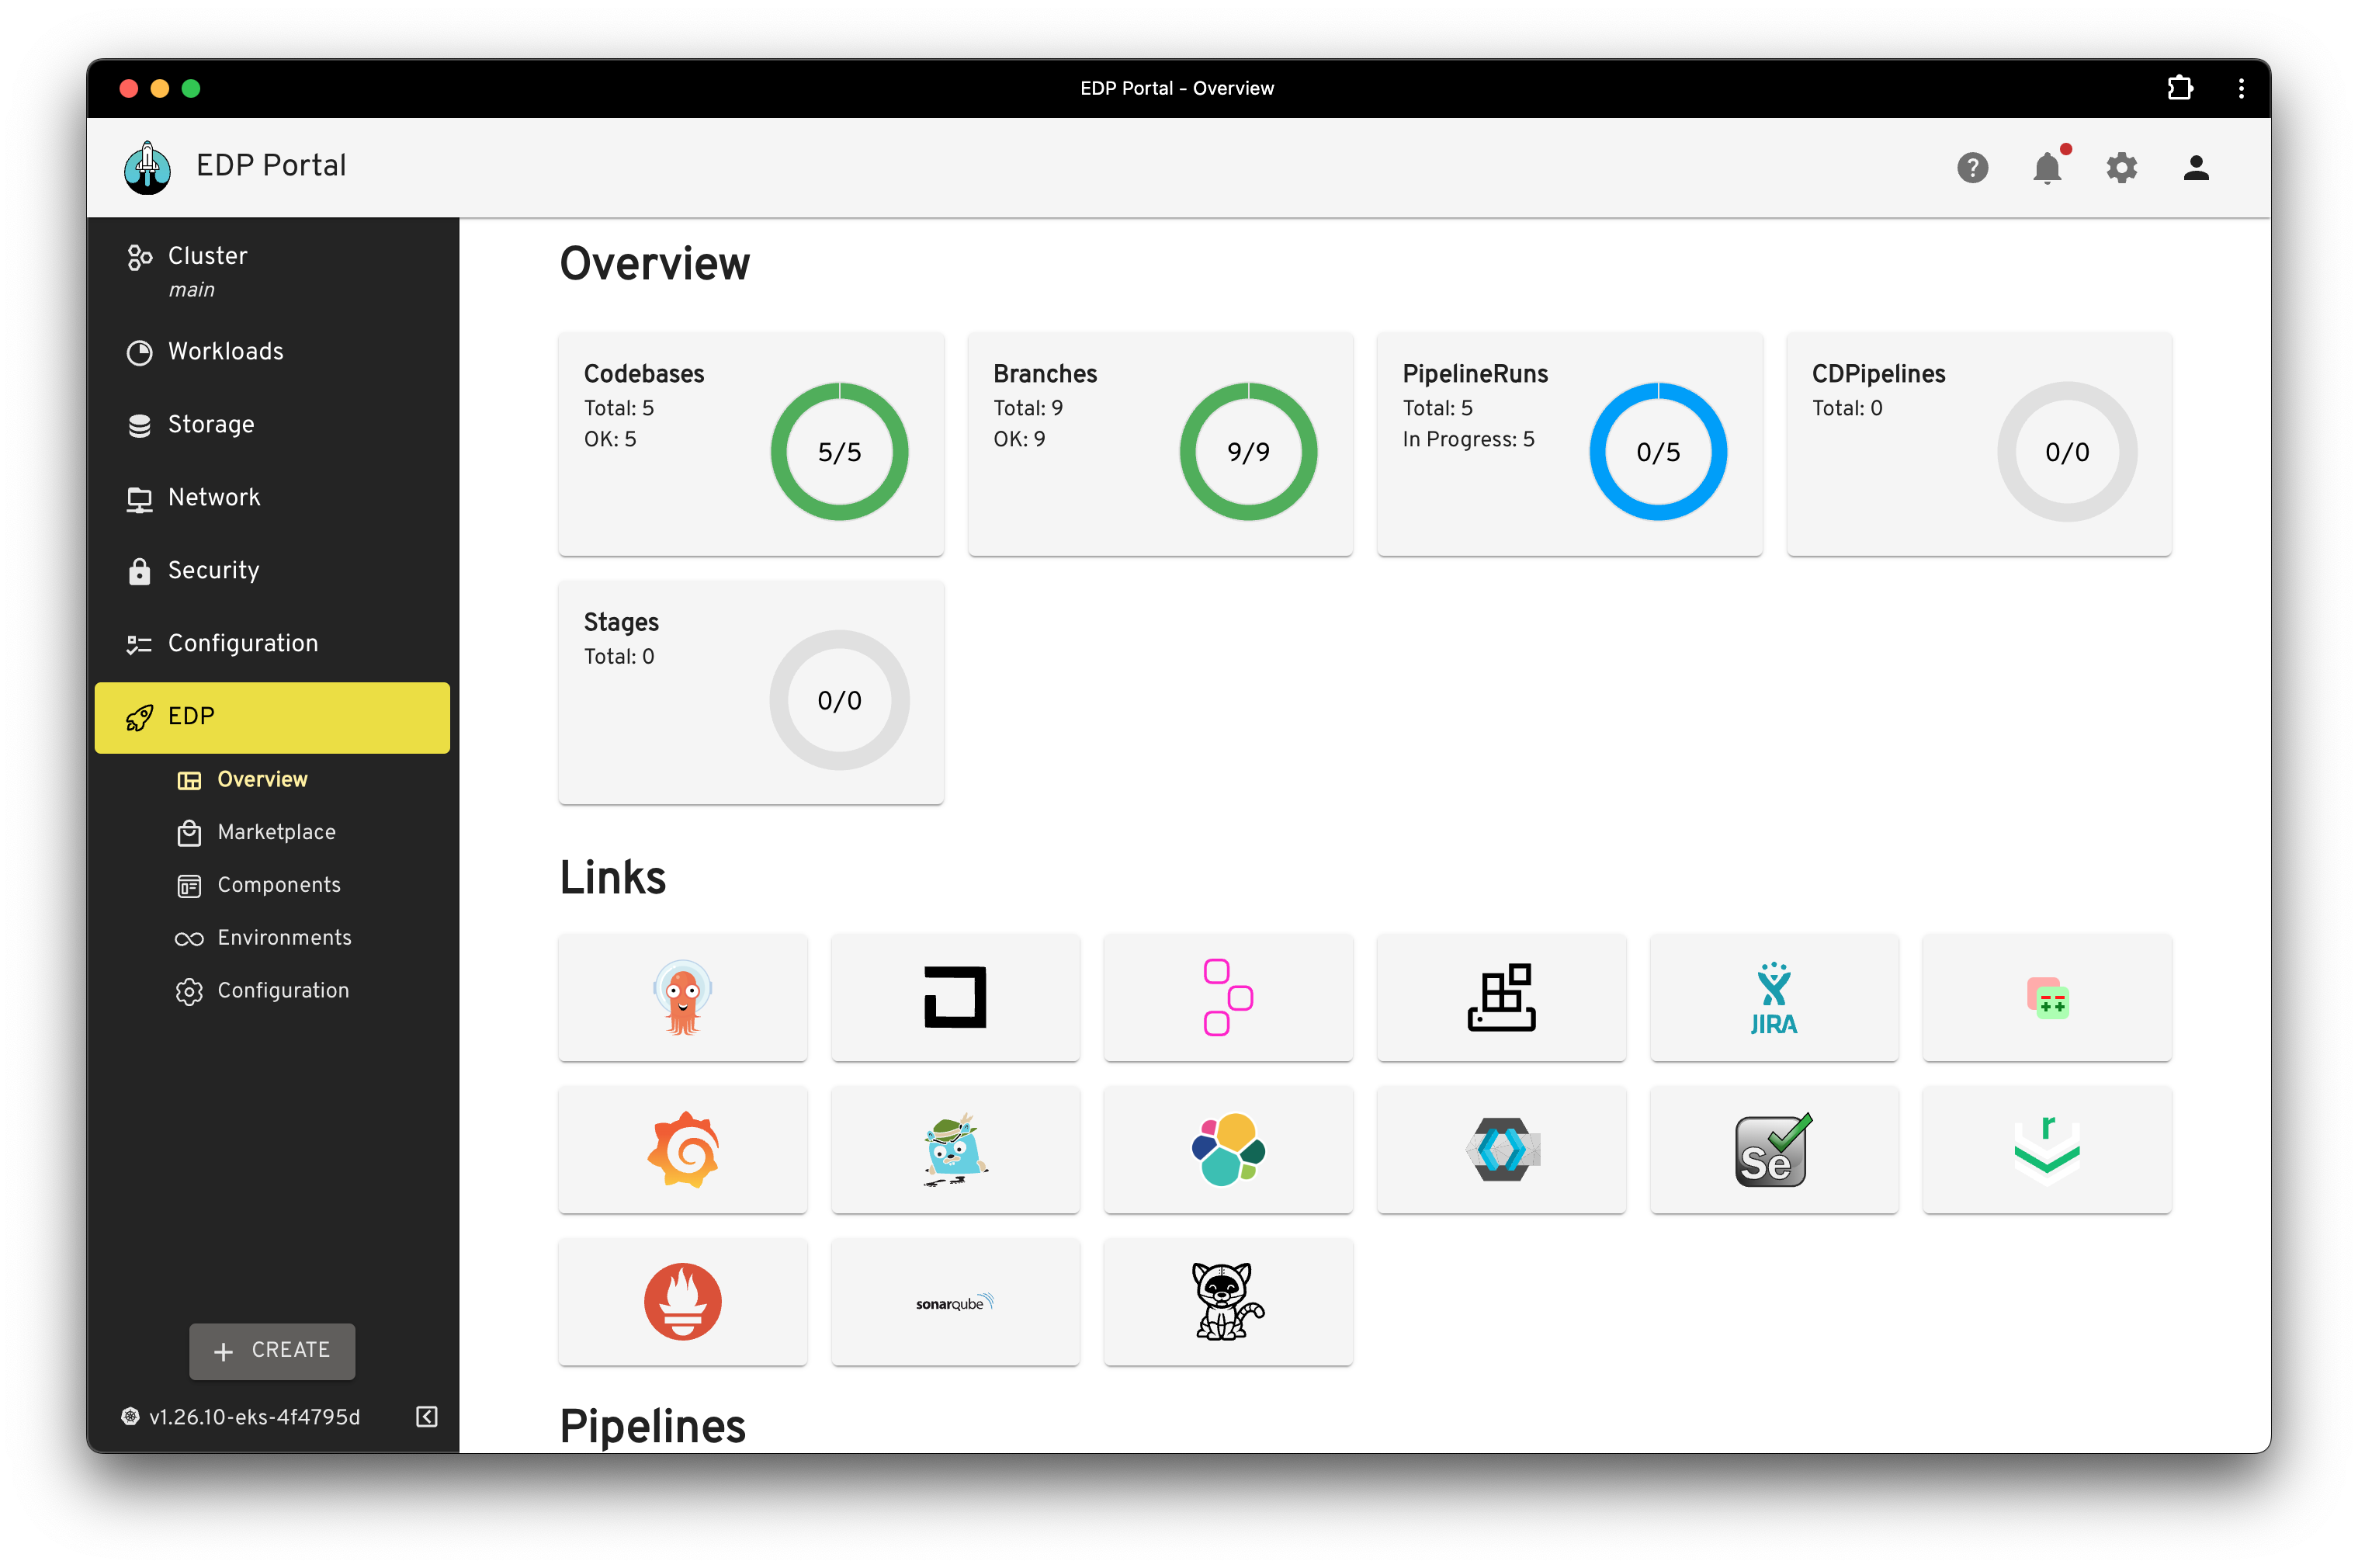 EDP Portal - Overview
EDP Portal
Cluster
main
Workloads
Storage
Network
Security
Configuration
EDP
Overview
Marketplace
Components
Environments
Configuration
CREATE
v1.26.10-eks-4f4795d
Overview
Codebases
Total: 5
OK: 5
5/5
Branches
Total: 9
OK: 9
9/9
PipelineRuns
Total: 5
In Progress: 5
0/5
CDPipelines
Total: 0
0/0
Stages
Total: 0
0/0
Links
JIRA
Se
r
sonarqube
Pipelines